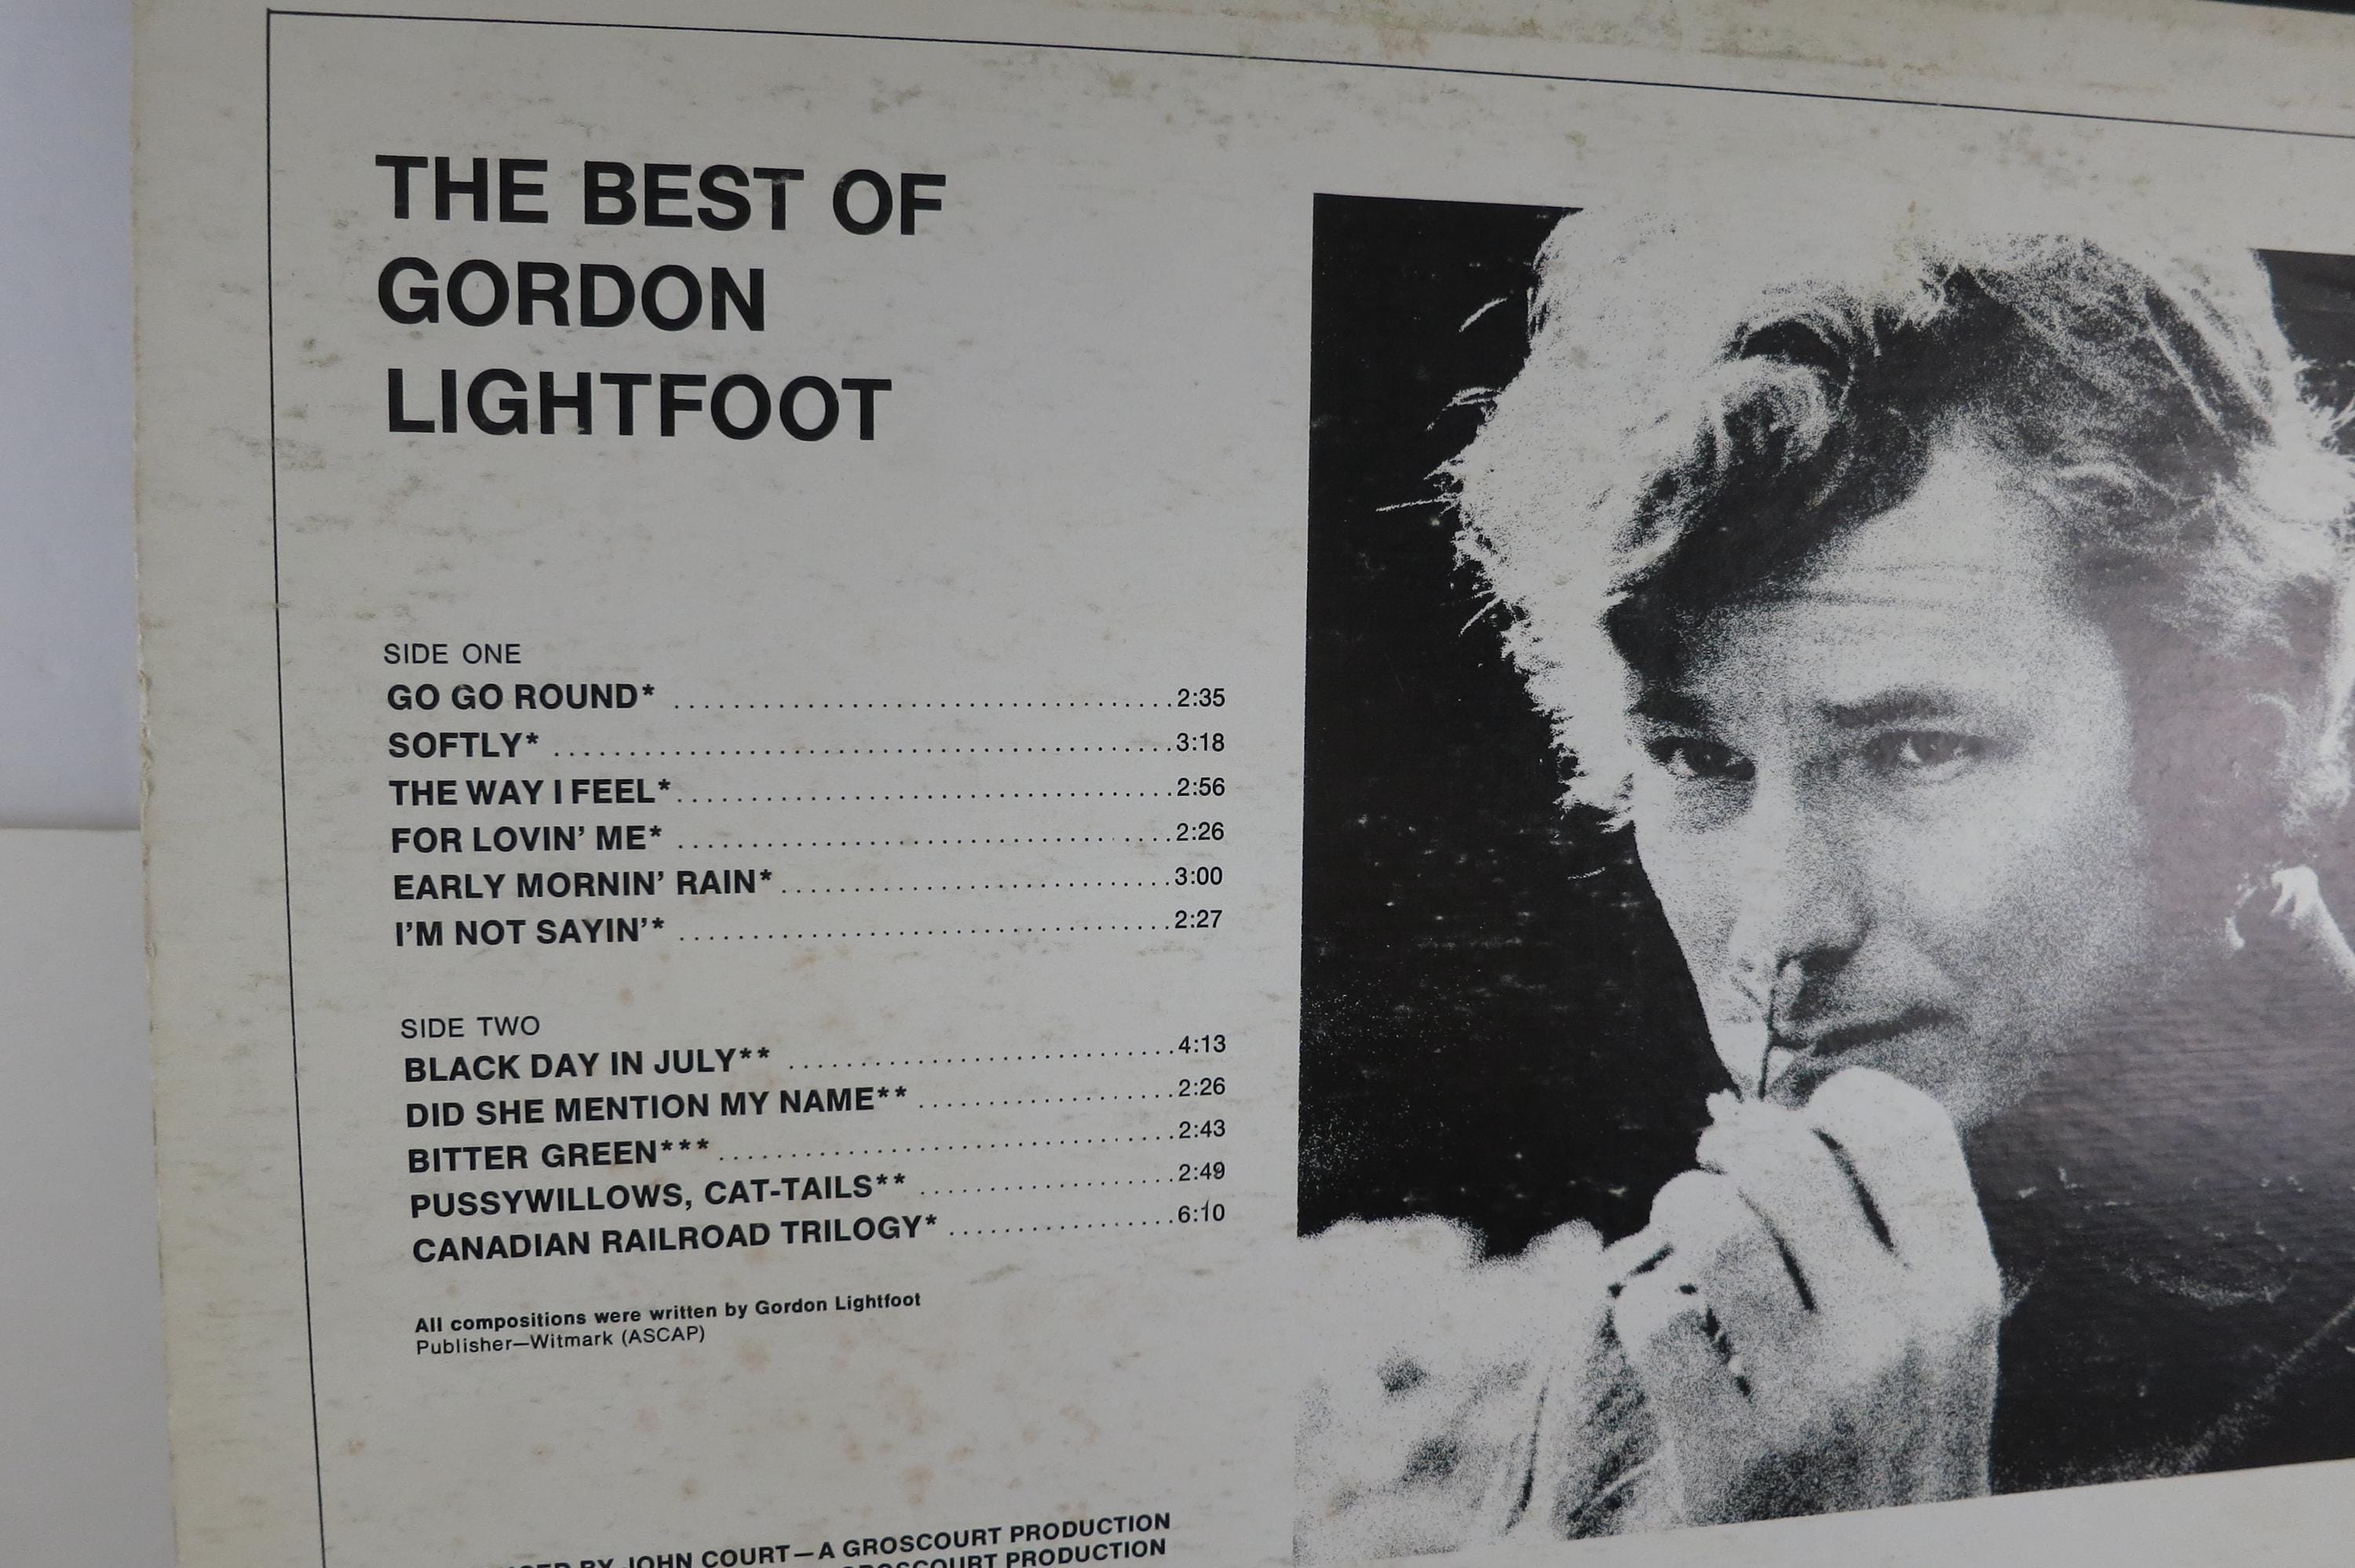 THE BEST OF
GORDON
LIGHTFOOT
SIDE ONE
GO GO ROUND* ........ 2:35
SOFTLY* ........ 3:18
THE WAY I FEEL* ........ 2:56
FOR LOVIN' ME* ........ 2:26
EARLY MORNIN' RAIN* ........ 3:00
I'M NOT SAYIN'* ........ 2:27
SIDE TWO
BLACK DAY IN JULY** ........ 4:13
DID SHE MENTION MY NAME** ........ 2:26
BITTER GREEN*** ........ 2:43
PUSSYWILLOWS, CAT-TAILS** ........ 2:49
CANADIAN RAILROAD TRILOGY* ........ 6:10
All compositions were written by Gordon Lightfoot
Publisher—Witmark (ASCAP)
BY JOHN COURT—A GROSCOURT PRODUCTION
GROSCOURT PRODUCTION